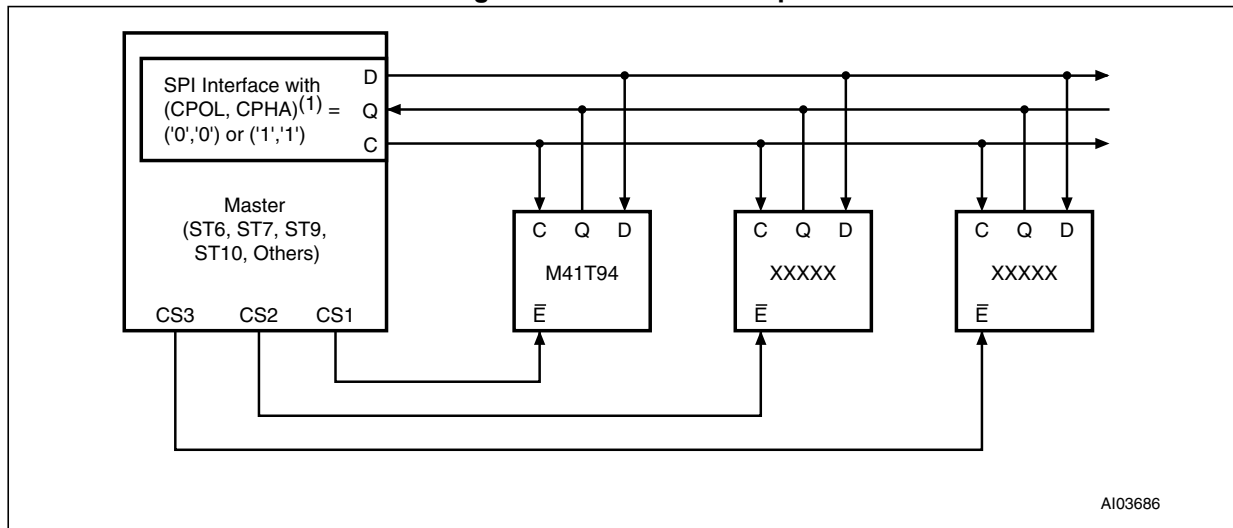 SPI Interface with
(CPOL, CPHA)(1) =
('0','0') or ('1','1')
D
Q
C
Master
(ST6, ST7, ST9,
ST10, Others)
CS3 CS2 CS1
C Q D
M41T94
E̅
C Q D
XXXXX
E̅
C Q D
XXXXX
E̅
AI03686